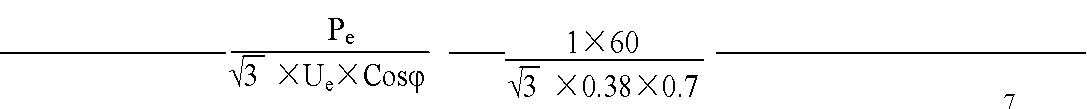 Pe 1×60
√3 ×Ue×Cosφ √3 ×0.38×0.7
7